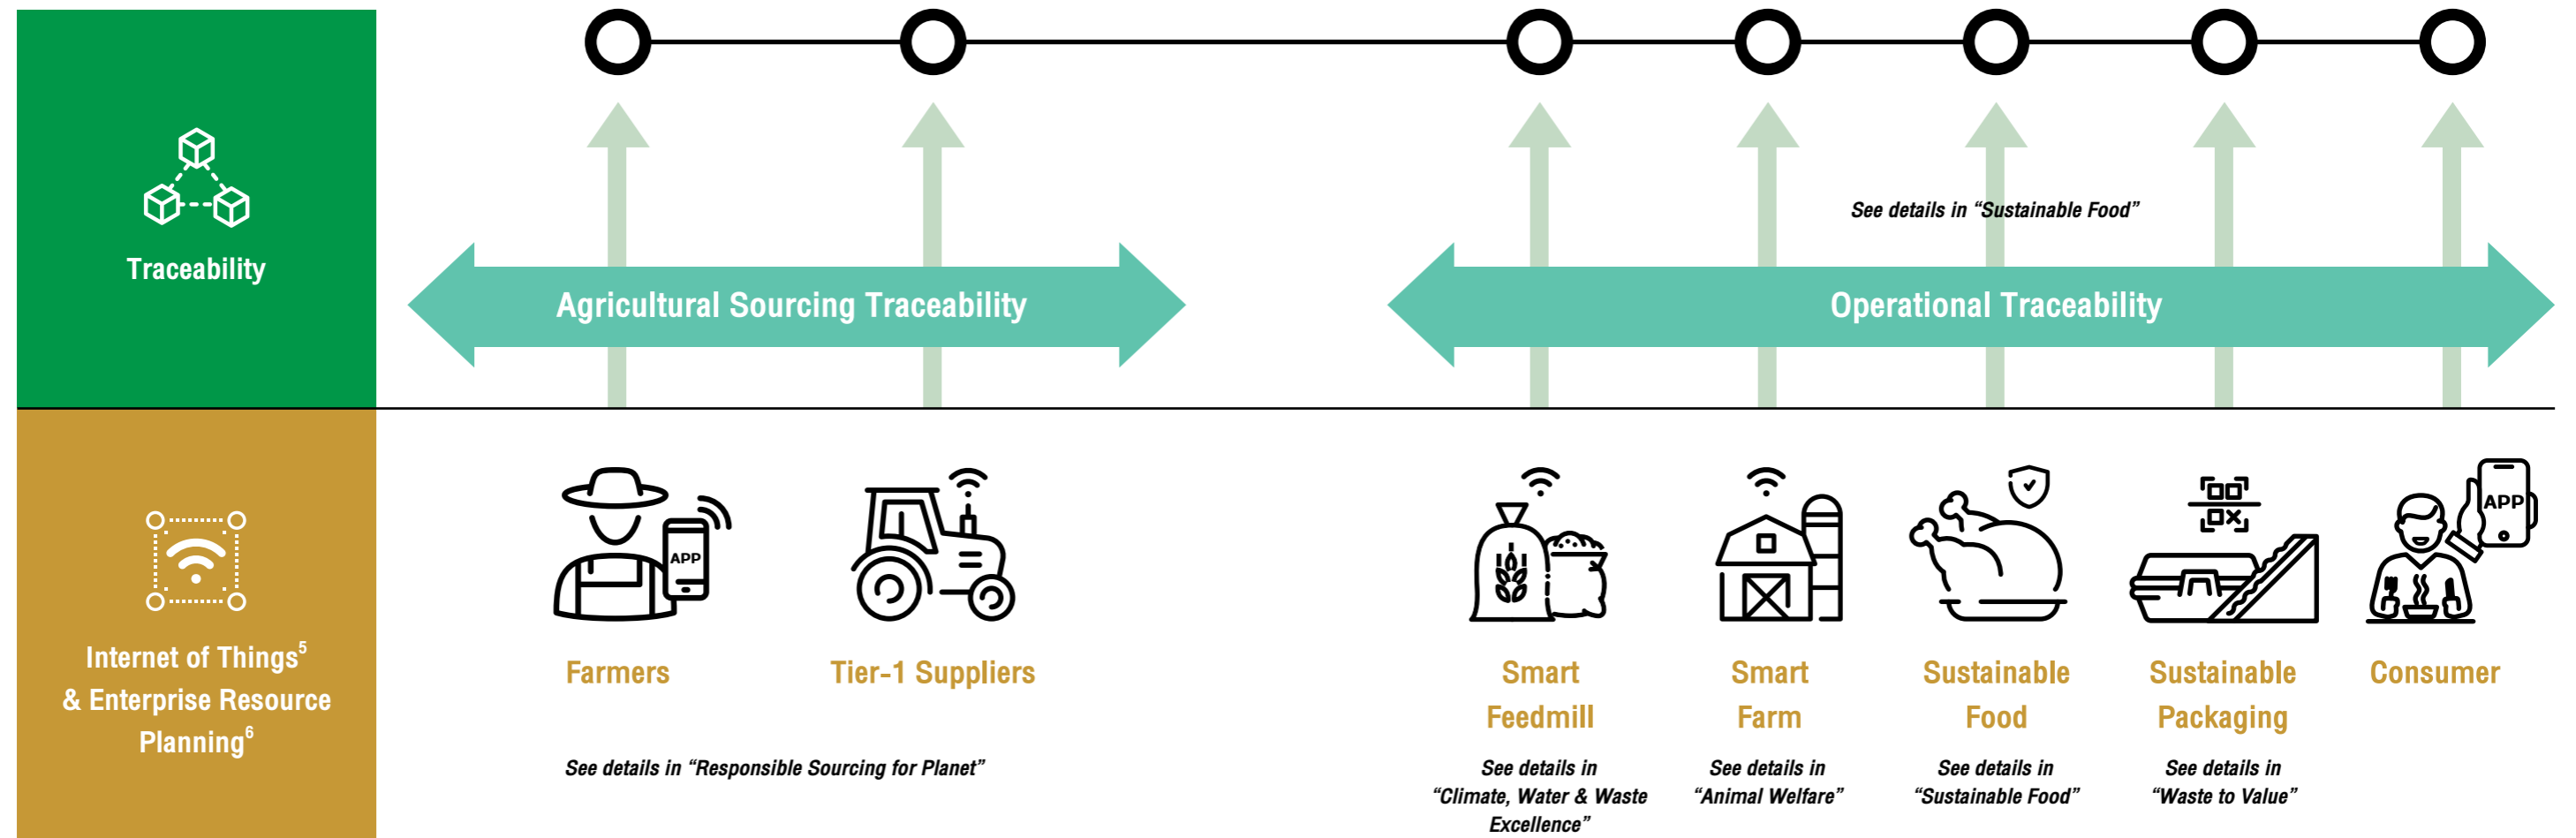 See details in “Sustainable Food”
Traceability
Agricultural Sourcing Traceability
Operational Traceability
APP
APP
Internet of Things5
& Enterprise Resource
Planning6
Farmers
Tier-1 Suppliers
Smart
Feedmill
Smart
Farm
Sustainable
Food
Sustainable
Packaging
Consumer
See details in “Responsible Sourcing for Planet”
See details in
“Climate, Water & Waste
Excellence”
See details in
“Animal Welfare”
See details in
“Sustainable Food”
See details in
“Waste to Value”